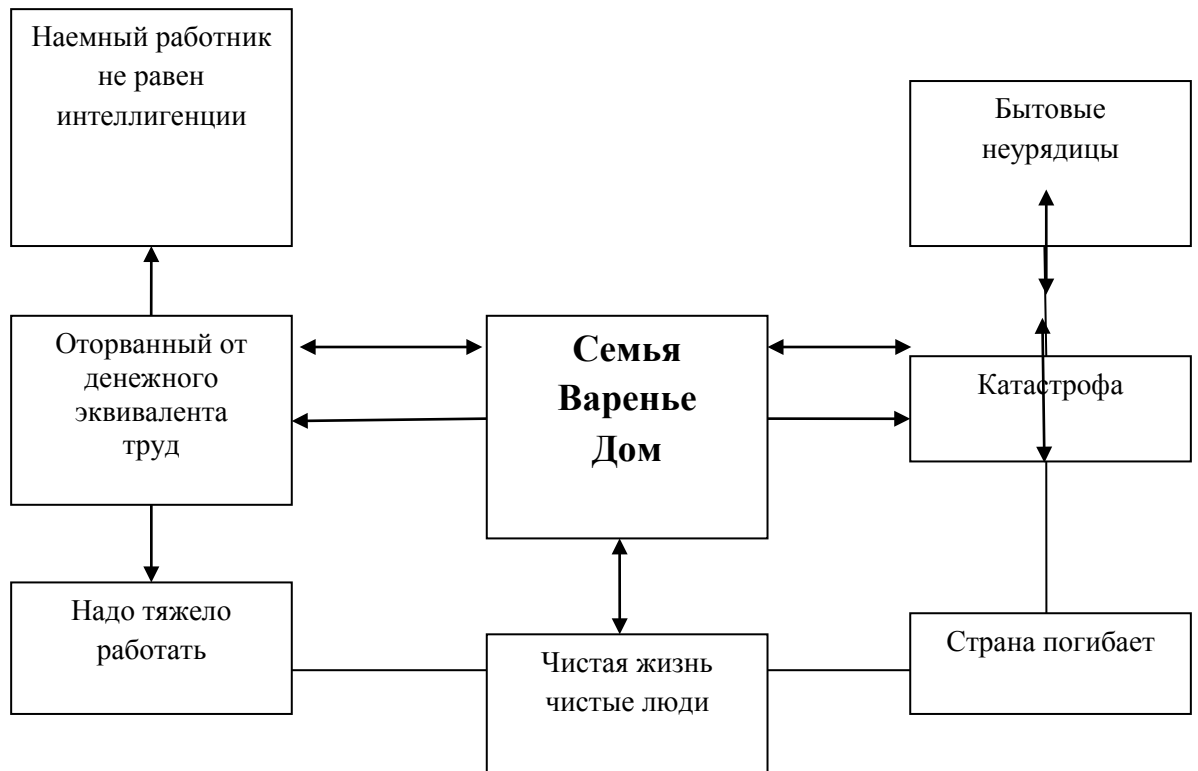 Наемный работник
не равен
интеллигенции
Бытовые
неурядицы
Оторванный от
денежного
эквивалента
труд
Семья
Варенье
Дом
Катастрофа
Надо тяжело
работать
Чистая жизнь
чистые люди
Страна погибает